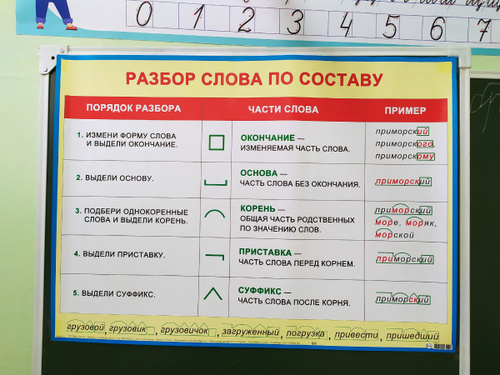 0 1 2 3 4 5 6 7
РАЗБОР СЛОВА ПО СОСТАВУ
ПОРЯДОК РАЗБОРА ЧАСТИ СЛОВА ПРИМЕР
1. ИЗМЕНИ ФОРМУ СЛОВА
И ВЫДЕЛИ ОКОНЧАНИЕ.
ОКОНЧАНИЕ —
ИЗМЕНЯЕМАЯ ЧАСТЬ СЛОВА.
приморский
приморского,
приморскому
2. ВЫДЕЛИ ОСНОВУ.
ОСНОВА —
ЧАСТЬ СЛОВА БЕЗ ОКОНЧАНИЯ.
приморский
3. ПОДБЕРИ ОДНОКОРЕННЫЕ
СЛОВА И ВЫДЕЛИ КОРЕНЬ.
КОРЕНЬ —
ОБЩАЯ ЧАСТЬ РОДСТВЕННЫХ
ПО ЗНАЧЕНИЮ СЛОВ.
приморский
море, моряк,
морской
4. ВЫДЕЛИ ПРИСТАВКУ.
ПРИСТАВКА —
ЧАСТЬ СЛОВА ПЕРЕД КОРНЕМ.
приморский
5. ВЫДЕЛИ СУФФИКС.
СУФФИКС —
ЧАСТЬ СЛОВА ПОСЛЕ КОРНЯ.
приморский
грузовой, грузовик, грузовичок, загруженный, погрузка, привести, пришедший